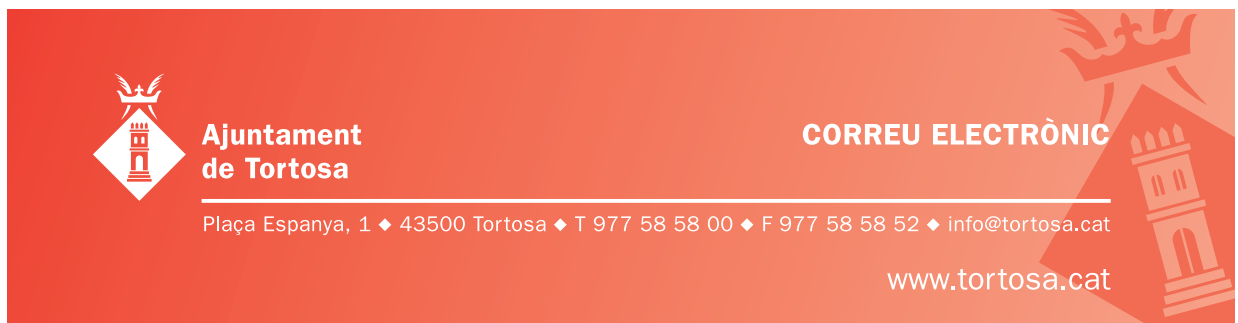 Ajuntament
de Tortosa
CORREU ELECTRÒNIC
Plaça Espanya, 1 ◆ 43500 Tortosa ◆ T 977 58 58 00 ◆ F 977 58 58 52 ◆ info@tortosa.cat
www.tortosa.cat